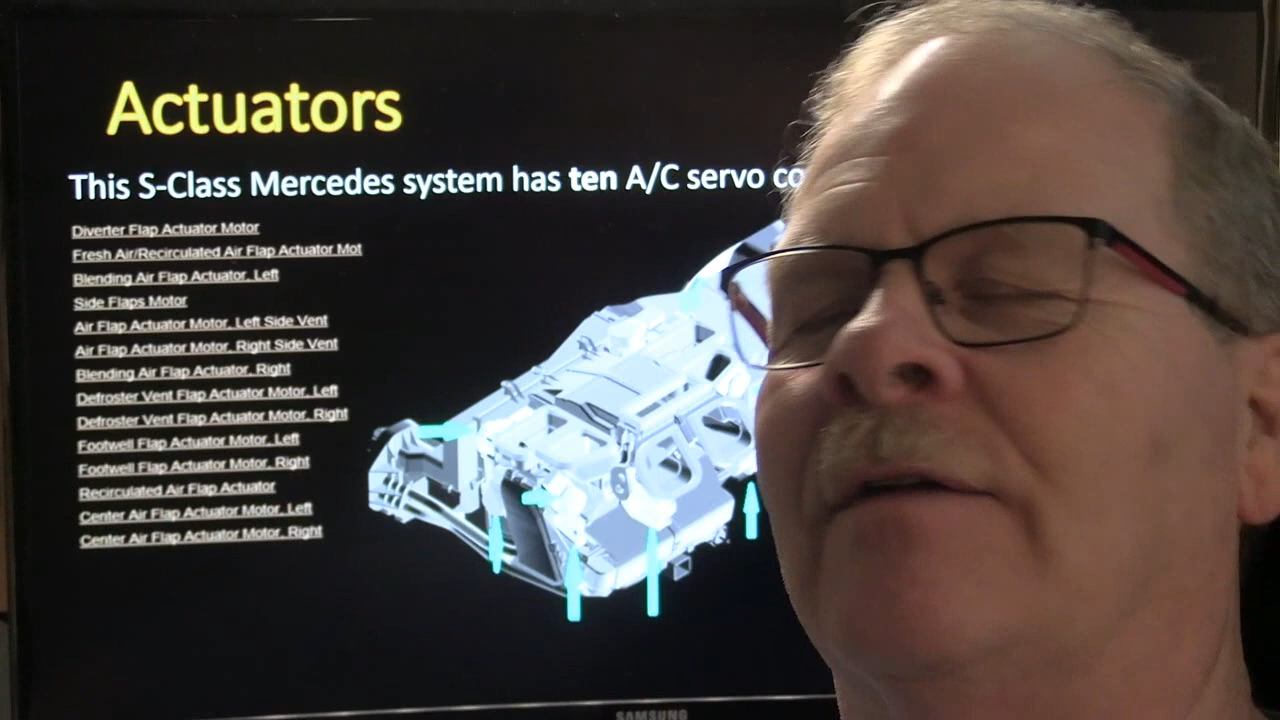 Actuators
This S-Class Mercedes system has ten A/C servo co
Diverter Flap Actuator Motor
Fresh Air/Recirculated Air Flap Actuator Mot
Blending Air Flap Actuator, Left
Side Flaps Motor
Air Flap Actuator Motor, Left Side Vent
Air Flap Actuator Motor, Right Side Vent
Blending Air Flap Actuator, Right
Defroster Vent Flap Actuator Motor, Left
Defroster Vent Flap Actuator Motor, Right
Footwell Flap Actuator Motor, Left
Footwell Flap Actuator Motor, Right
Recirculated Air Flap Actuator
Center Air Flap Actuator Motor, Left
Center Air Flap Actuator Motor, Right
SAMSUNG